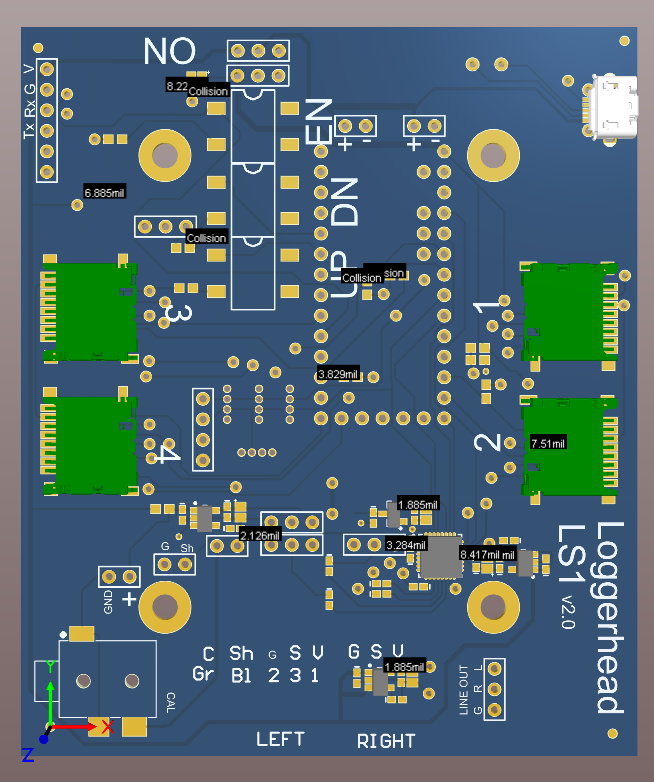 NO
Tx Rx G V
8.22
Collision
EN
+ -
+ -
6.885mil
DN
Collision
UP
Collision
sion
3
1
3.829mil
4
2
7.51mil
1.885mil
2.126mil
3.284mil
8.417mil
mil
G Sh
GND
+
Loggerhead
LS1 v2.0
C Sh G S V
Gr Bl 2 3 1
G S V
1.885mil
CAL
LINE OUT
G R L
Y
X
Z
LEFT
RIGHT